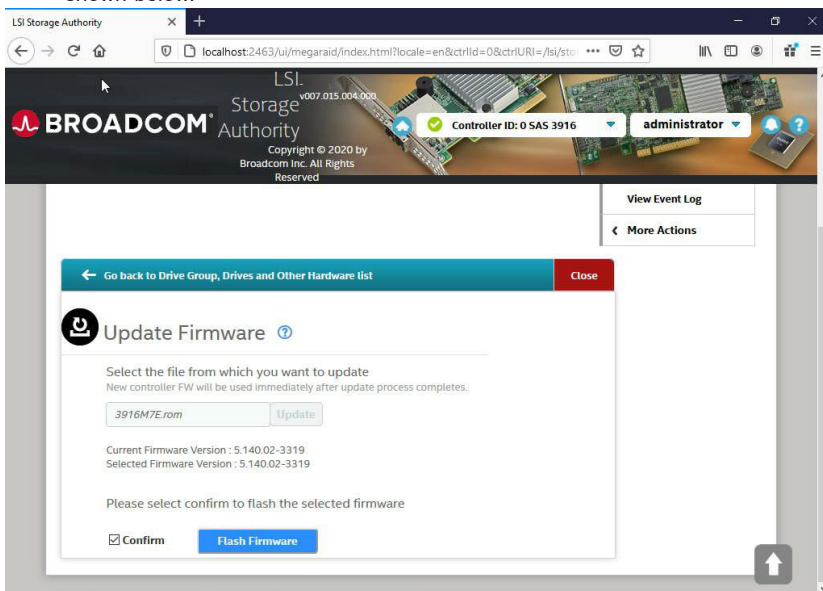 shown below
LSI Storage Authority
localhost:2463/ui/megaraid/index.html?locale=en&ctrlId=0&ctrlURI=/lsi/sto
BROADCOM®
LSI.
Storage
Authority
v007.015.004.000
Copyright © 2020 by
Broadcom Inc. All Rights
Reserved
Controller ID: 0 SAS 3916
administrator
View Event Log
More Actions
Go back to Drive Group, Drives and Other Hardware list
Close
Update Firmware
Select the file from which you want to update
New controller FW will be used immediately after update process completes.
3916M7E.rom
Update
Current Firmware Version : 5.140.02-3319
Selected Firmware Version : 5.140.02-3319
Please select confirm to flash the selected firmware
Confirm
Flash Firmware